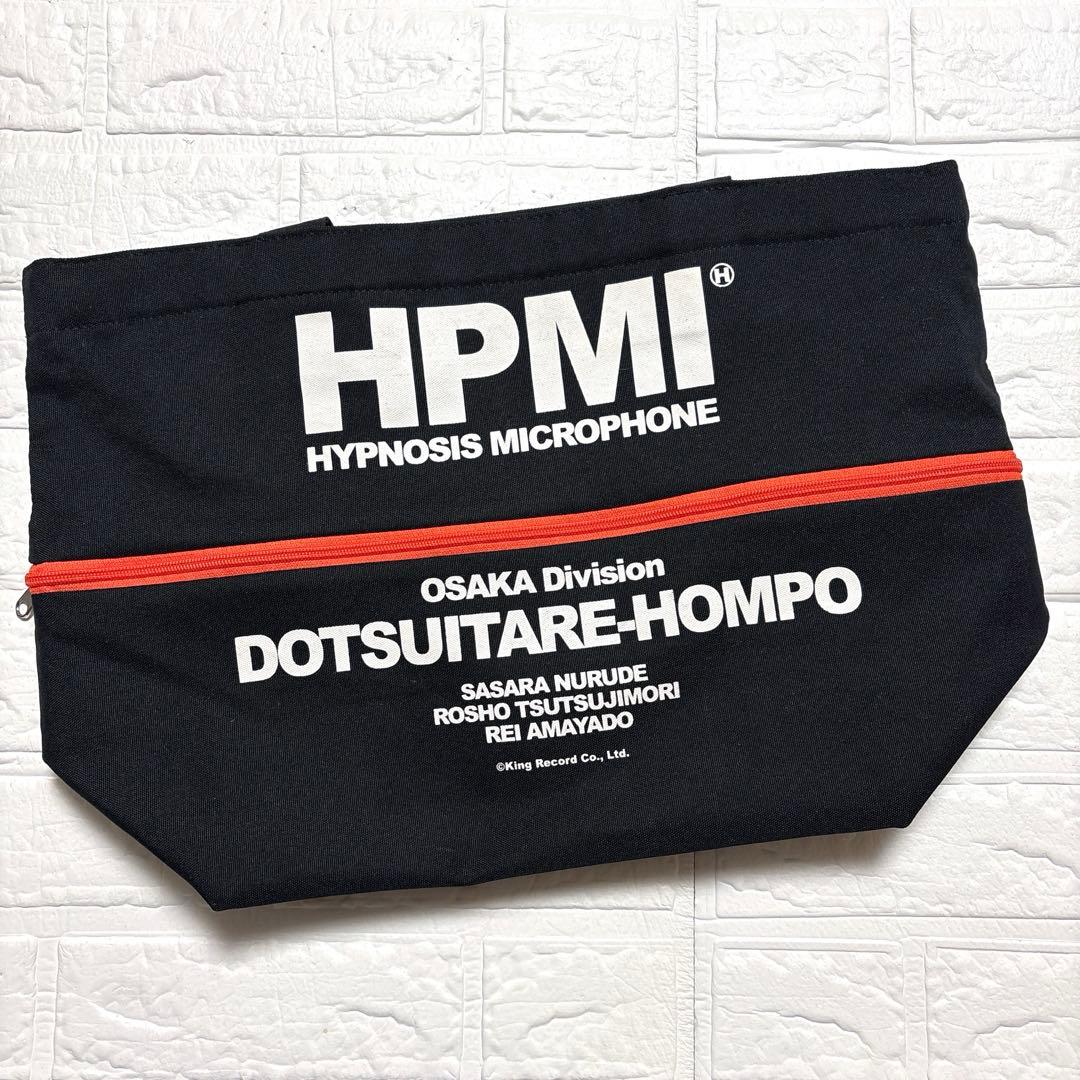 HPMI Ⓗ
HYPNOSIS MICROPHONE
OSAKA Division
DOTSUITARE-HOMPO
SASARA NURUDE
ROSHO TSUTSUJIMORI
REI AMAYADO
©King Record Co., Ltd.